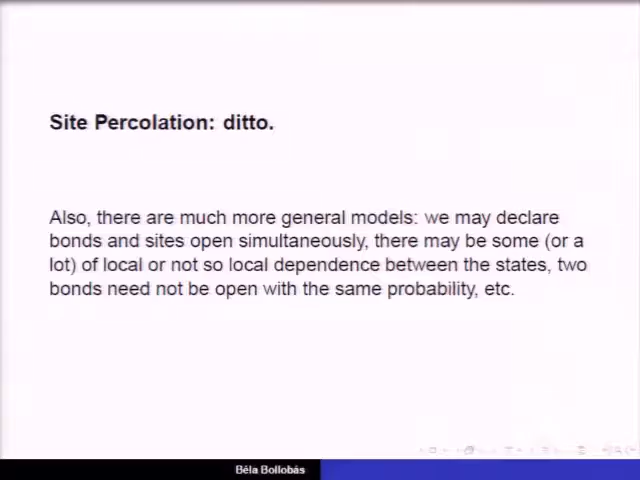 Site Percolation: ditto.
Also, there are much more general models: we may declare
bonds and sites open simultaneously, there may be some (or a
lot) of local or not so local dependence between the states, two
bonds need not be open with the same probability, etc.
Béla Bollobás